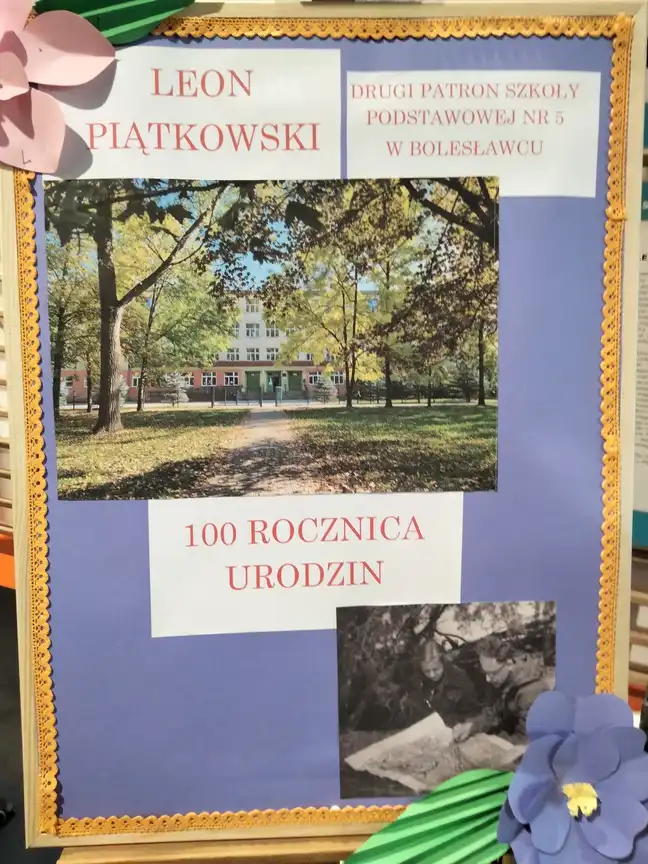 LEON
PIĄTKOWSKI
DRUGI PATRON SZKOŁY
PODSTAWOWEJ NR 5
W BOLESŁAWCU
100 ROCZNICA
URODZIN